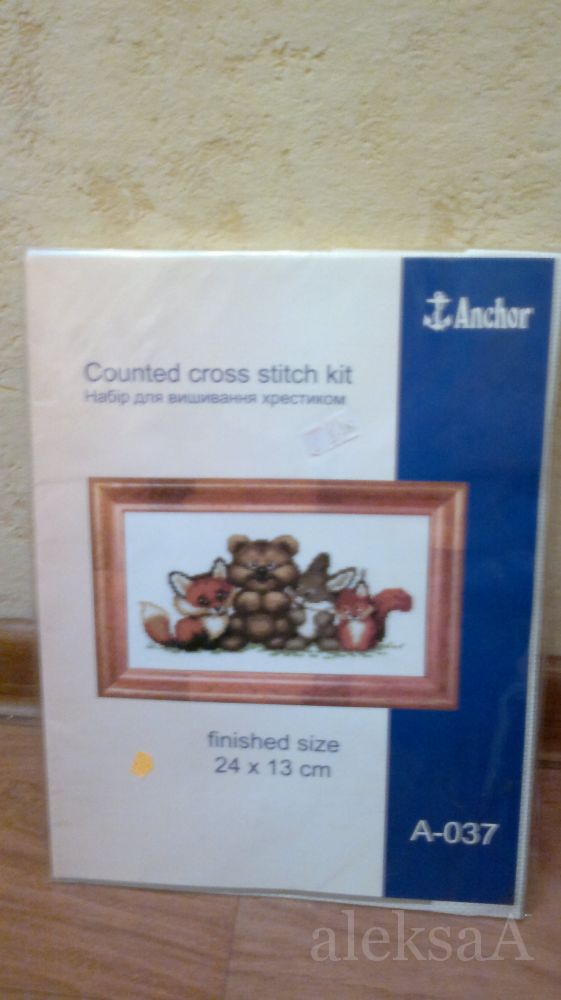 Anchor
Counted cross stitch kit
Набір для вишивання хрестиком
finished size
24 x 13 cm
A-037
aleksaA